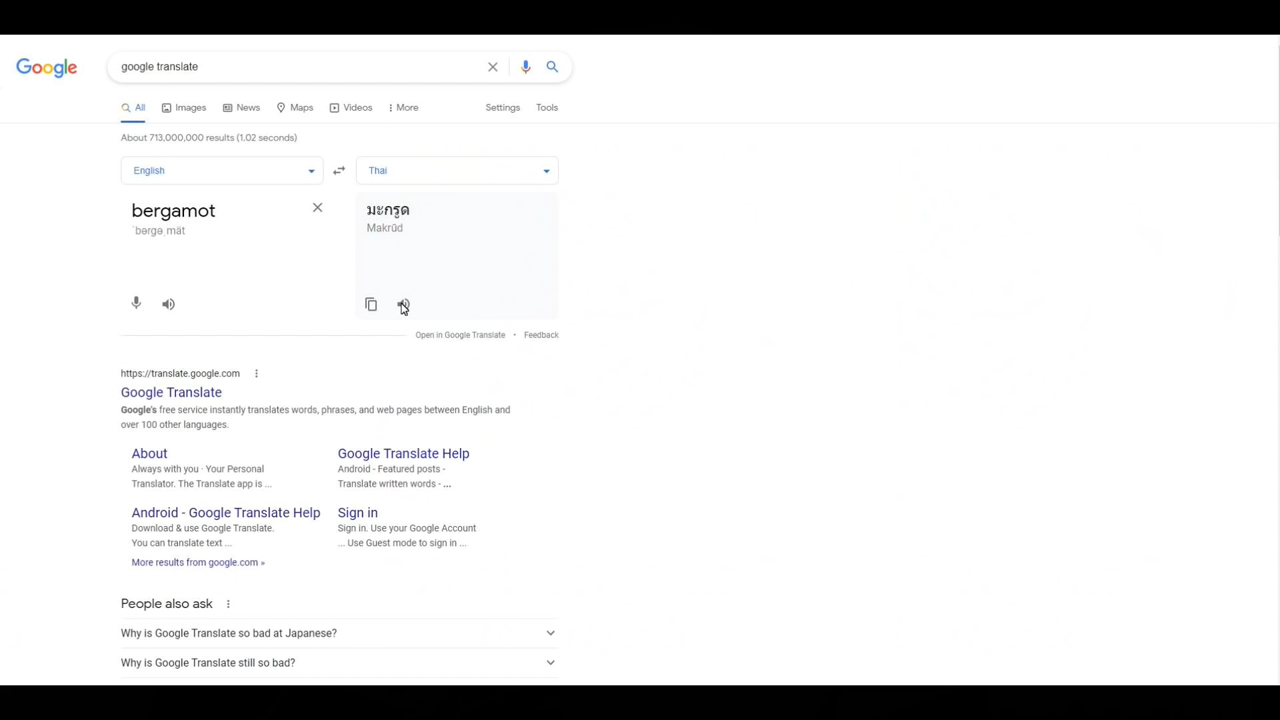 Google
google translate
All Images News Maps Videos More Settings Tools
About 713,000,000 results (1.02 seconds)
English Thai
bergamot
ˈbərɡəˌmät
มะกรูด
Makrūd
Open in Google Translate • Feedback
https://translate.google.com
Google Translate
Google's free service instantly translates words, phrases, and web pages between English and
over 100 other languages.
About
Always with you · Your Personal
Translator. The Translate app is ...
Google Translate Help
Android - Featured posts -
Translate written words - ...
Android - Google Translate Help
Download & use Google Translate.
You can translate text ...
Sign in
Sign in. Use your Google Account
... Use Guest mode to sign in ...
More results from google.com »
People also ask
Why is Google Translate so bad at Japanese?
Why is Google Translate still so bad?